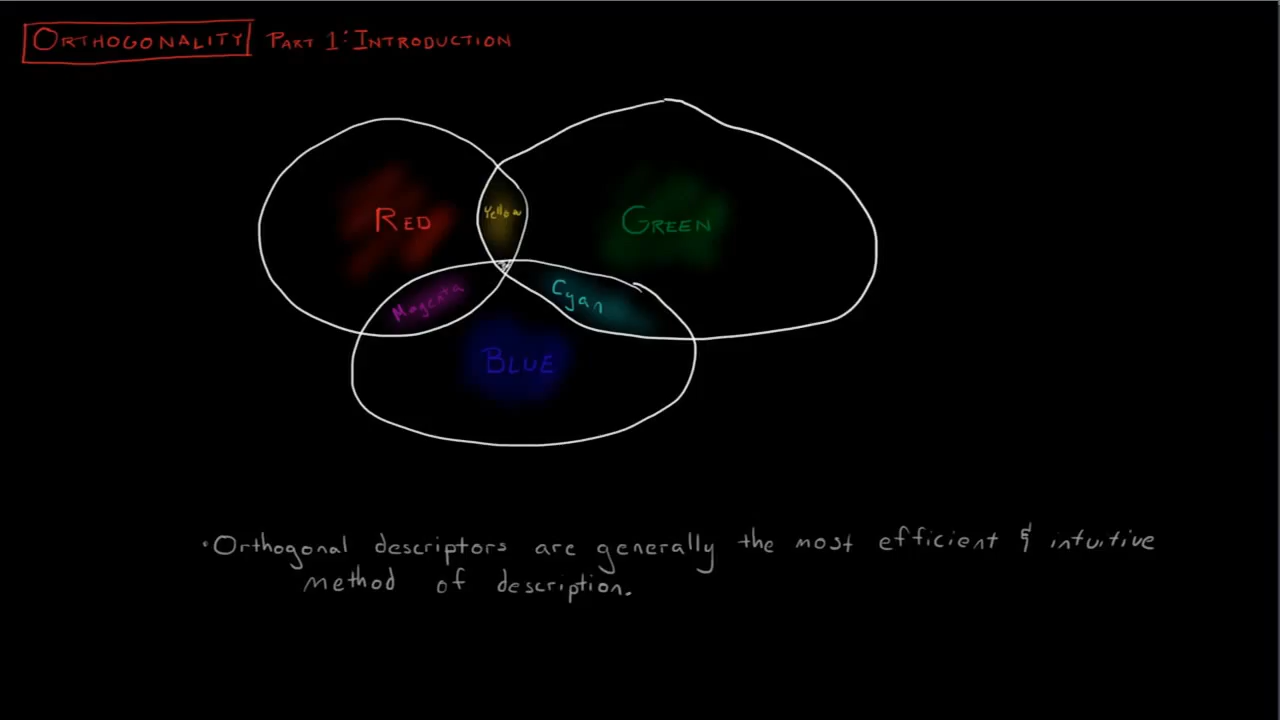 ORTHOGONALITY PART 1: INTRODUCTION
RED
Yellow
GREEN
Magenta
Cyan
BLUE
•Orthogonal descriptors are generally the most efficient & intuitive
method of description.